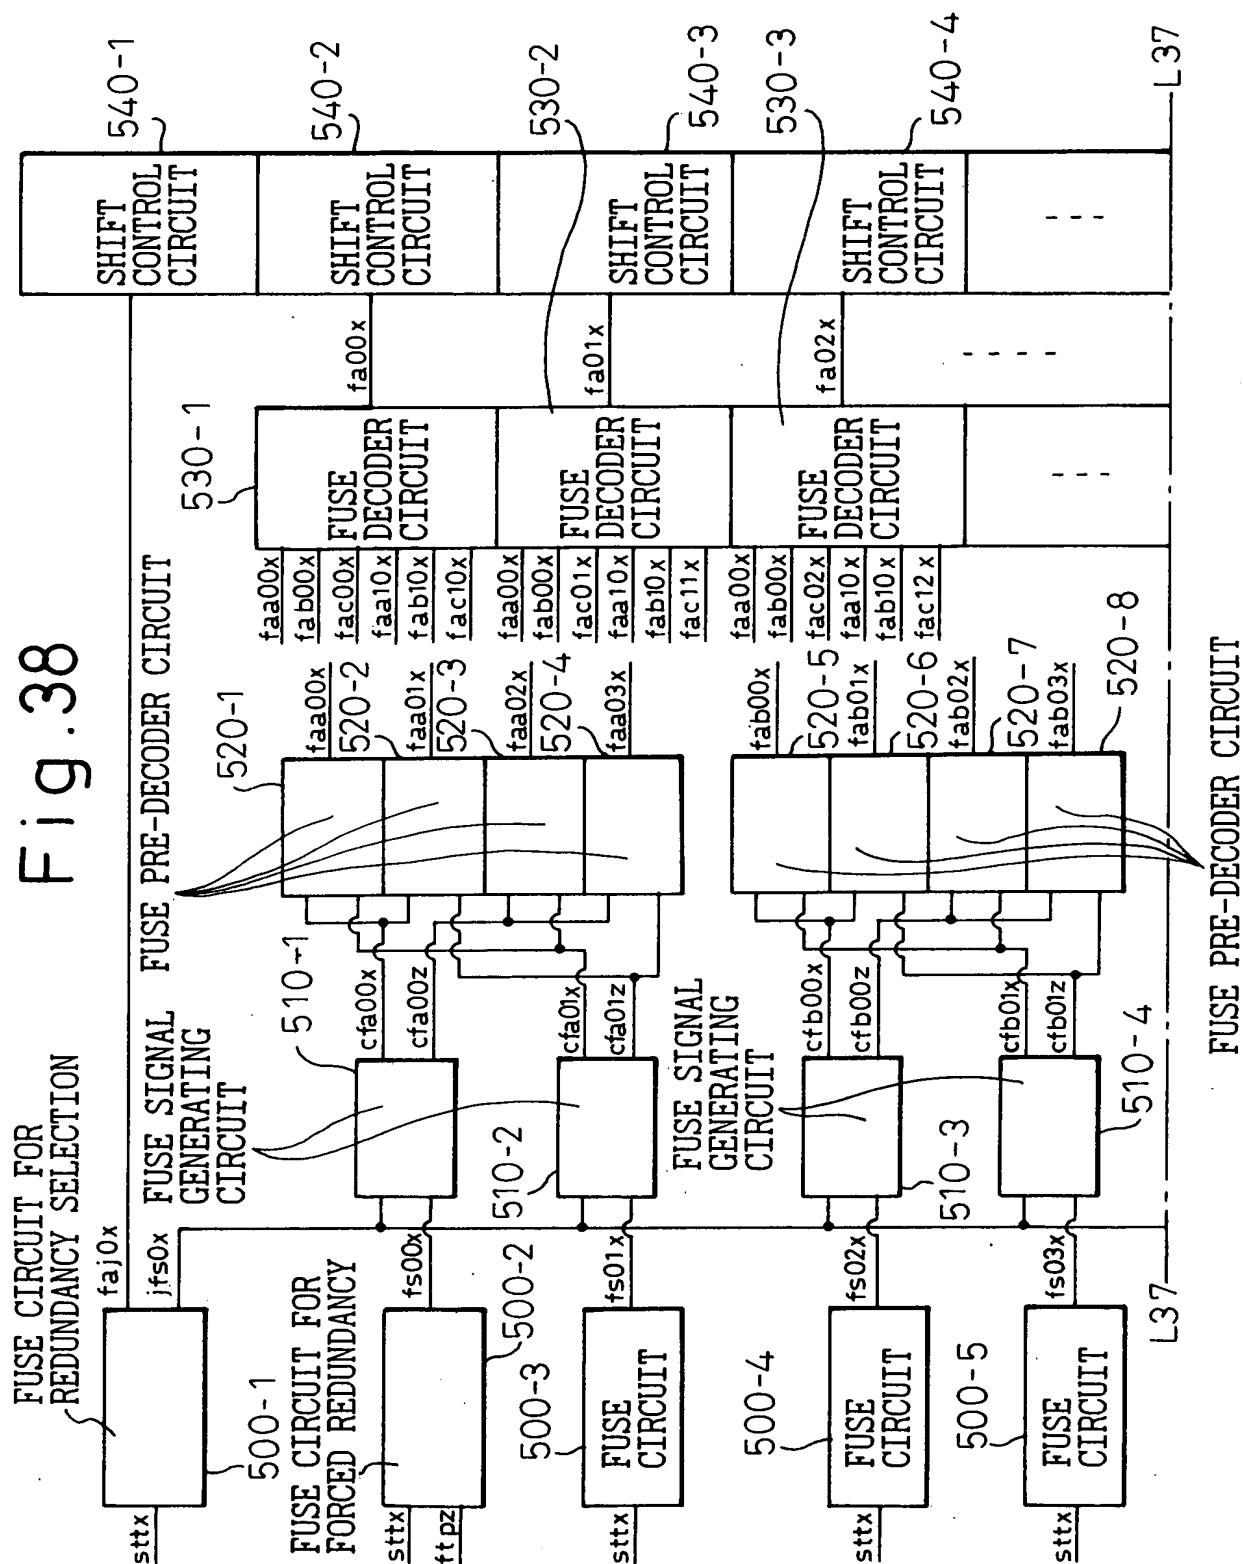 Fig.38
FUSE CIRCUIT FOR
REDUNDANCY SELECTION
sttx
500-1
faj0x
jfs0x
FUSE CIRCUIT FOR
FORCED REDUNDANCY
sttx
ftpz
500-2
fs00x
500-3
FUSE
CIRCUIT
sttx
fs01x
500-4
FUSE
CIRCUIT
sttx
fs02x
500-5
FUSE
CIRCUIT
sttx
fs03x
FUSE SIGNAL
GENERATING
CIRCUIT
510-1
cfa00x
cfa00z
510-2
cfa01x
cfa01z
FUSE SIGNAL
GENERATING
CIRCUIT
510-3
cfb00x
cfb00z
510-4
cfb01x
cfb01z
FUSE PRE-DECODER CIRCUIT
520-1
faa00x
520-2
faa01x
520-3
faa02x
520-4
faa03x
fab00x
520-5
fab01x
520-6
fab02x
520-7
fab03x
520-8
FUSE PRE-DECODER CIRCUIT
530-1
faa00x
fab00x
fac00x
faa10x
fab10x
fac10x
FUSE
DECODER
CIRCUIT
fa00x
530-2
faa00x
fab00x
fac01x
faa10x
fab10x
fac11x
FUSE
DECODER
CIRCUIT
fa01x
530-3
faa00x
fab00x
fac02x
faa10x
fab10x
fac12x
FUSE
DECODER
CIRCUIT
fa02x
SHIFT
CONTROL
CIRCUIT
540-1
SHIFT
CONTROL
CIRCUIT
540-2
SHIFT
CONTROL
CIRCUIT
540-3
SHIFT
CONTROL
CIRCUIT
540-4
L37
L37